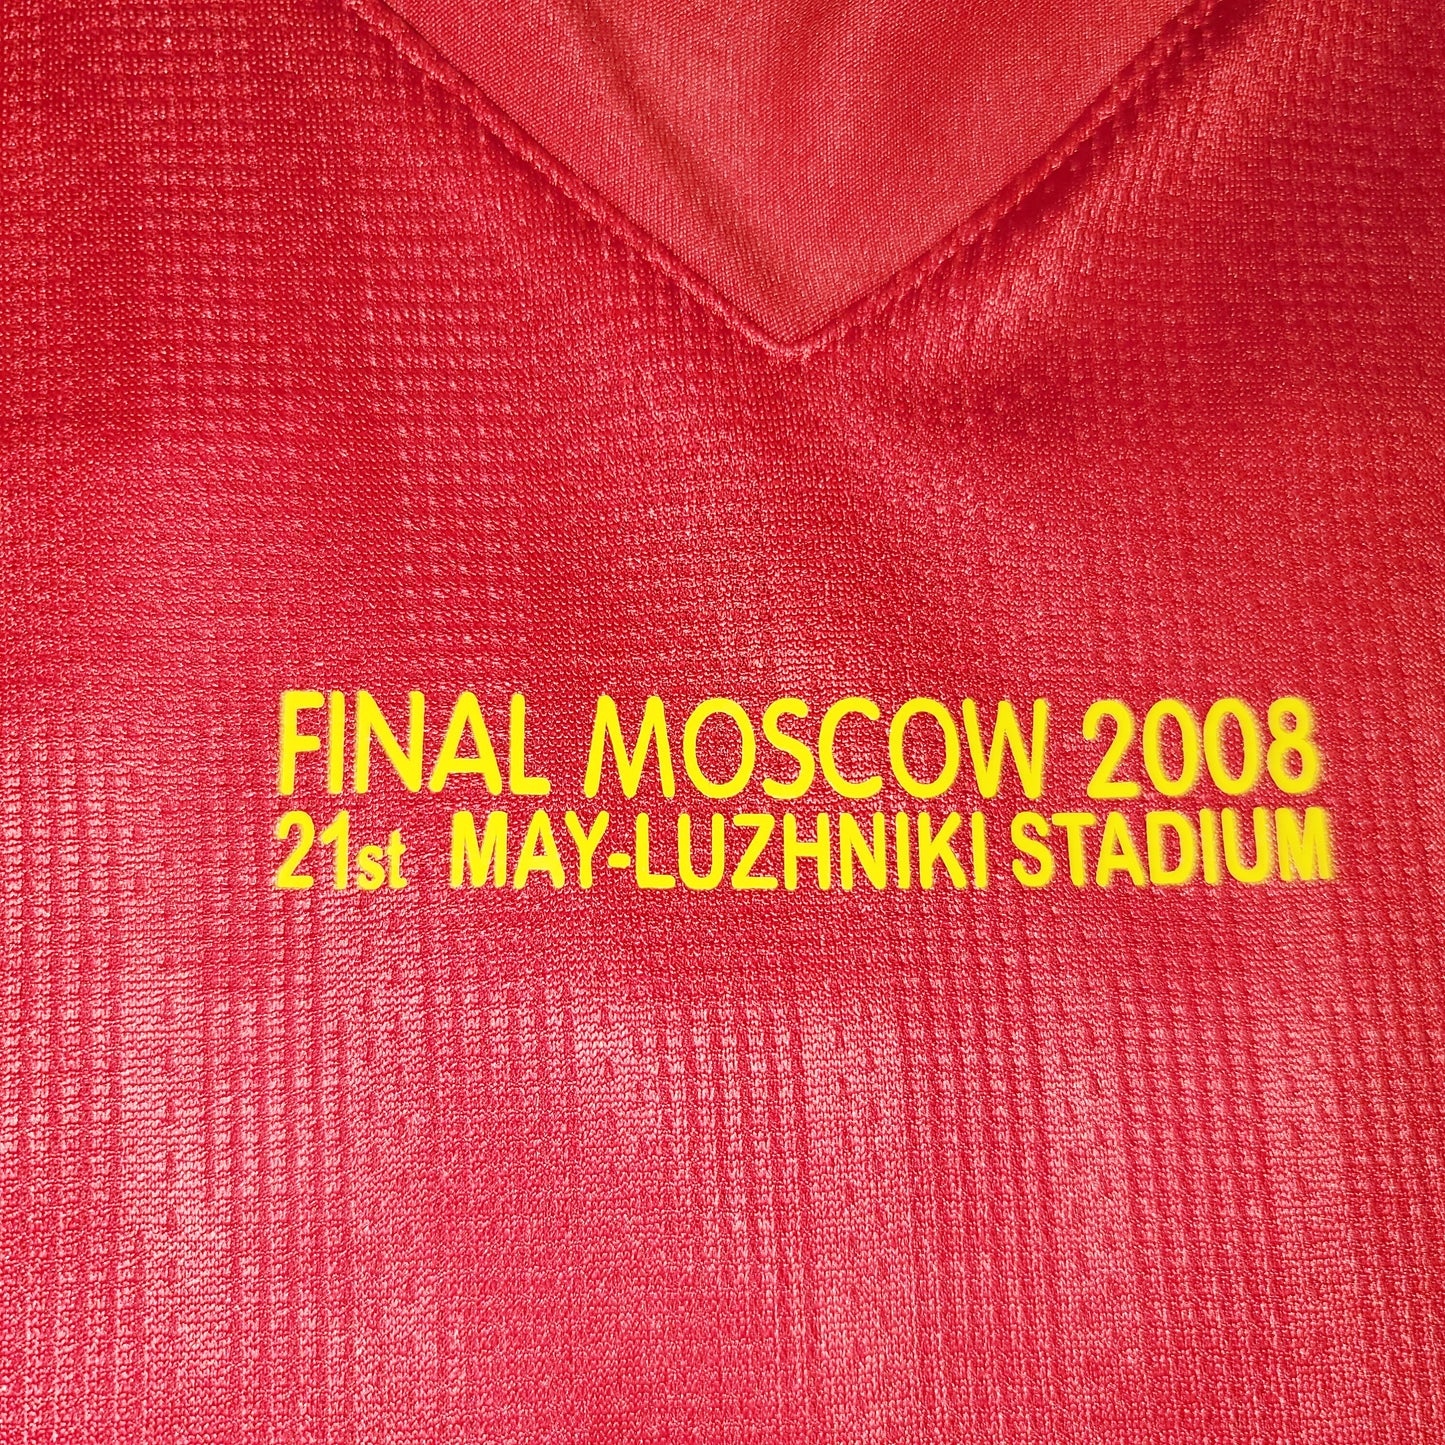 FINAL MOSCOW 2008
21st MAY-LUZHNIKI STADIUM